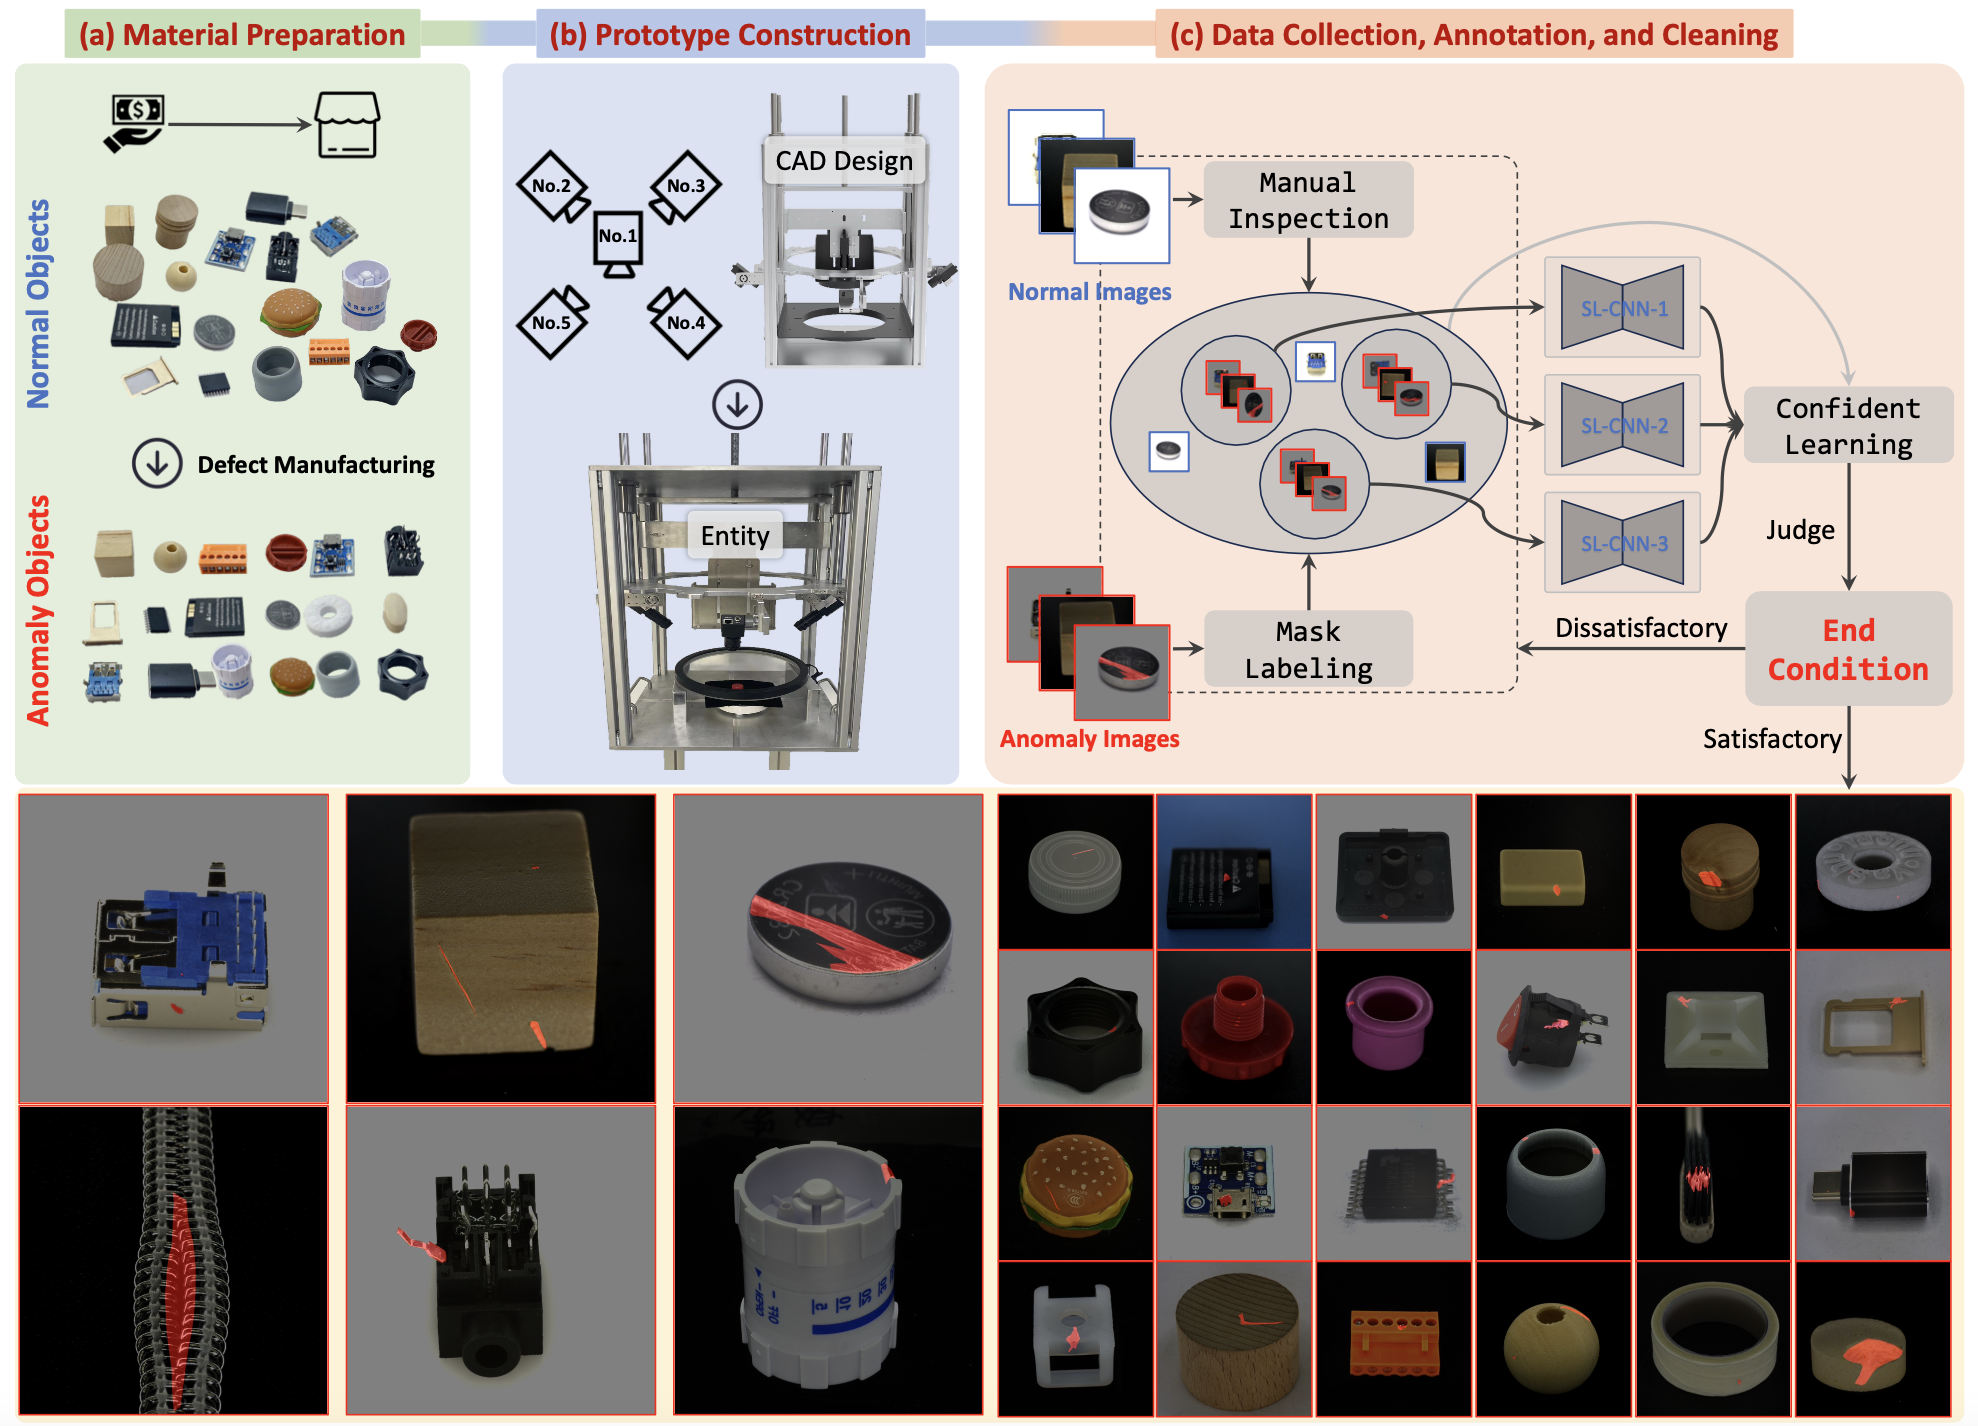 (a) Material Preparation
(b) Prototype Construction
(c) Data Collection, Annotation, and Cleaning
Normal Objects
Defect Manufacturing
Anomaly Objects
No.2
No.3
No.1
No.5
No.4
CAD Design
Entity
Normal Images
Manual
Inspection
SL-CNN-1
SL-CNN-2
SL-CNN-3
Confident
Learning
Judge
End
Condition
Dissatisfactory
Satisfactory
Mask
Labeling
Anomaly Images